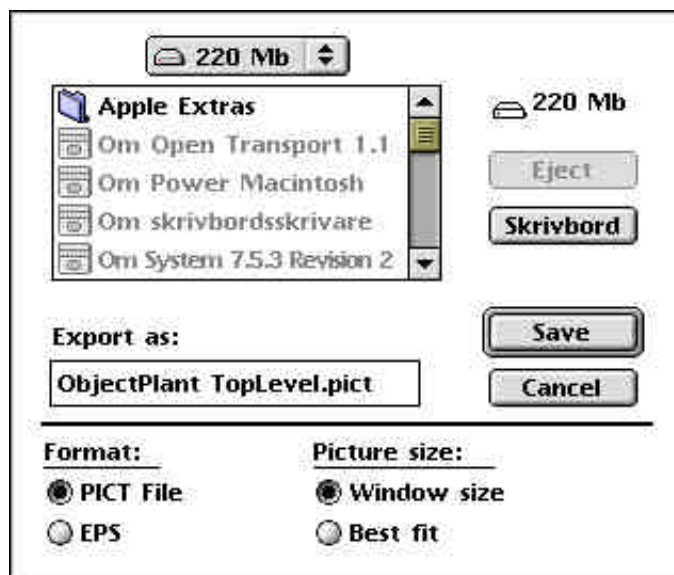 220 Mb
Apple Extras
Om Open Transport 1.1
Om Power Macintosh
Om skrivbordsskrivare
Om System 7.5.3 Revision 2
220 Mb
Eject
Skrivbord
Export as:
ObjectPlant TopLevel.pict
Save
Cancel
Format:
PICT File
EPS
Picture size:
Window size
Best fit